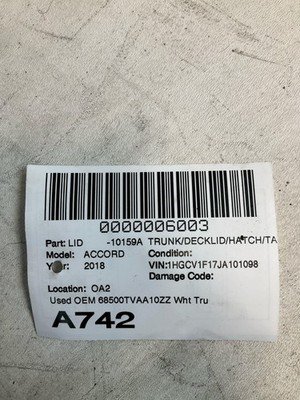 0000006003
Part: LID -10159A TRUNK/DECKLID/HATCH/TA
Model: ACCORD Condition:
Year: 2018 VIN:1HGCV1F17JA101098
Damage Code:
Location: OA2
Used OEM 68500TVAA10ZZ Wht Tru
A742